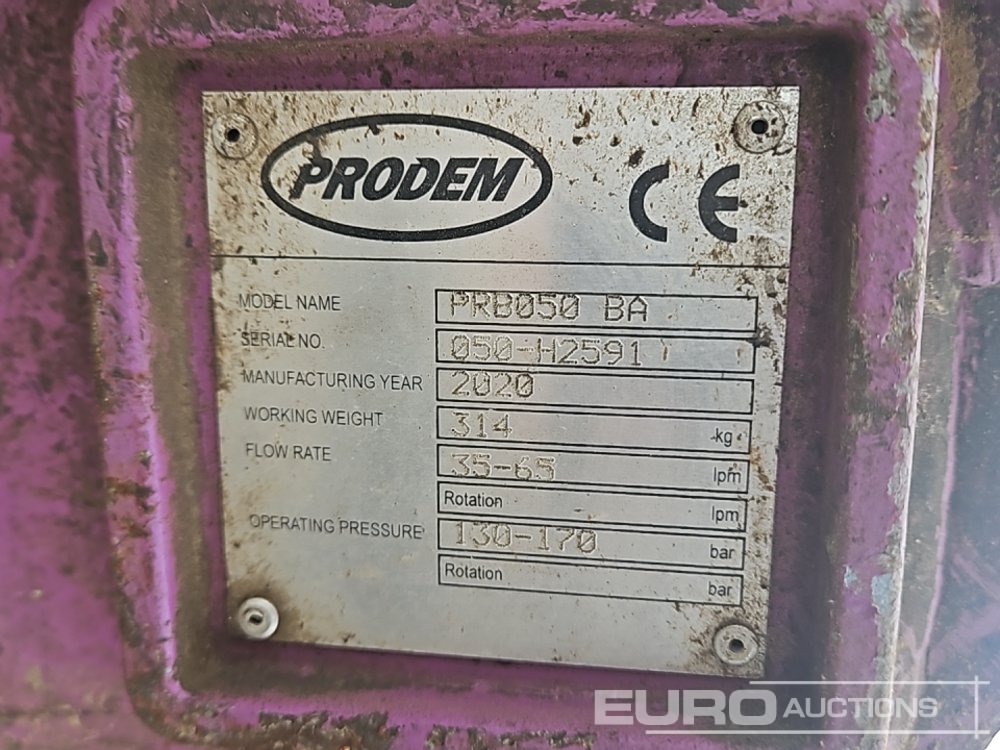 PRODEM
CE
MODEL NAME PRB050 BA
SERIAL NO. 050-H2591
MANUFACTURING YEAR 2020
WORKING WEIGHT 314 kg
FLOW RATE 35-65 lpm
Rotation lpm
OPERATING PRESSURE 130-170 bar
Rotation bar
EURO AUCTIONS